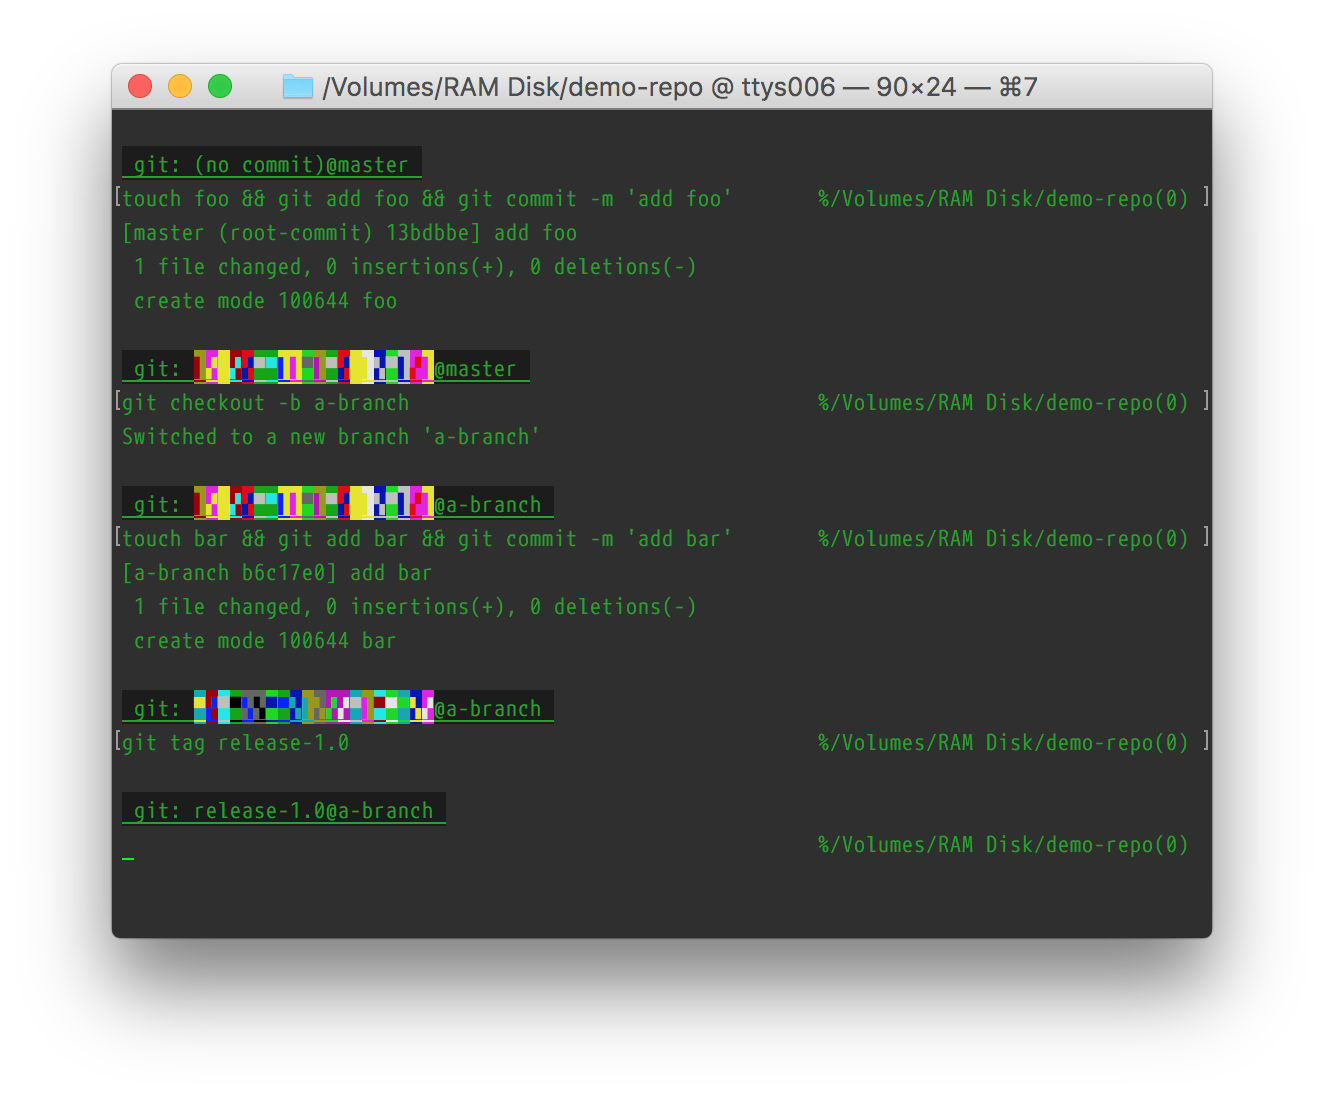 /Volumes/RAM Disk/demo-repo @ ttys006 — 90×24 — ⌘7
git: (no commit)@master
[touch foo && git add foo && git commit -m 'add foo' %/Volumes/RAM Disk/demo-repo(0) ]
[master (root-commit) 13bdbbe] add foo
1 file changed, 0 insertions(+), 0 deletions(-)
create mode 100644 foo
git: @master
[git checkout -b a-branch %/Volumes/RAM Disk/demo-repo(0) ]
Switched to a new branch 'a-branch'
git: @a-branch
[touch bar && git add bar && git commit -m 'add bar' %/Volumes/RAM Disk/demo-repo(0) ]
[a-branch b6c17e0] add bar
1 file changed, 0 insertions(+), 0 deletions(-)
create mode 100644 bar
git: @a-branch
[git tag release-1.0 %/Volumes/RAM Disk/demo-repo(0) ]
git: release-1.0@a-branch
_ %/Volumes/RAM Disk/demo-repo(0)